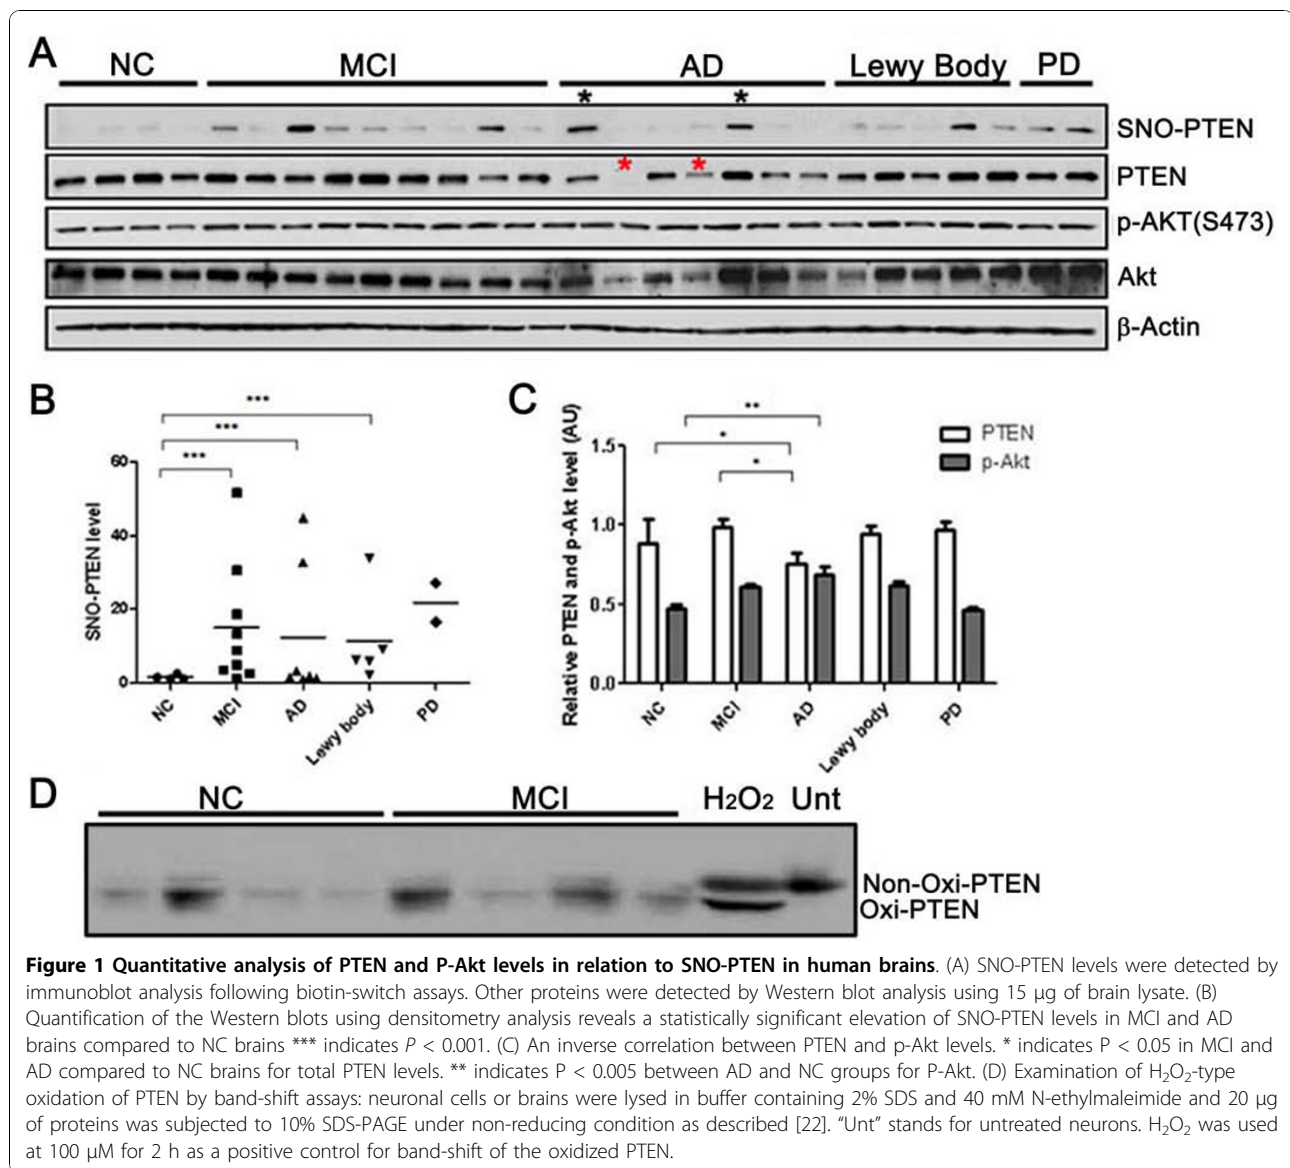 A
NC MCI AD Lewy Body PD
* *
SNO-PTEN
* *
PTEN
p-AKT(S473)
Akt
β-Actin
B
***
***
***
60
40
20
0
SNO-PTEN level
NC MCI AD Lewy body PD
C
**
*
*
1.5
1.0
0.5
0.0
Relative PTEN and p-Akt level (AU)
PTEN
p-Akt
NC MCI AD Lewy body PD
D
NC MCI H2O2 Unt
Non-Oxi-PTEN
Oxi-PTEN
Figure 1 Quantitative analysis of PTEN and P-Akt levels in relation to SNO-PTEN in human brains. (A) SNO-PTEN levels were detected by
immunoblot analysis following biotin-switch assays. Other proteins were detected by Western blot analysis using 15 μg of brain lysate. (B)
Quantification of the Western blots using densitometry analysis reveals a statistically significant elevation of SNO-PTEN levels in MCI and AD
brains compared to NC brains *** indicates P < 0.001. (C) An inverse correlation between PTEN and p-Akt levels. * indicates P < 0.05 in MCI and
AD compared to NC brains for total PTEN levels. ** indicates P < 0.005 between AD and NC groups for P-Akt. (D) Examination of H2O2-type
oxidation of PTEN by band-shift assays: neuronal cells or brains were lysed in buffer containing 2% SDS and 40 mM N-ethylmaleimide and 20 μg
of proteins was subjected to 10% SDS-PAGE under non-reducing condition as described [22]. “Unt” stands for untreated neurons. H2O2 was used
at 100 μM for 2 h as a positive control for band-shift of the oxidized PTEN.